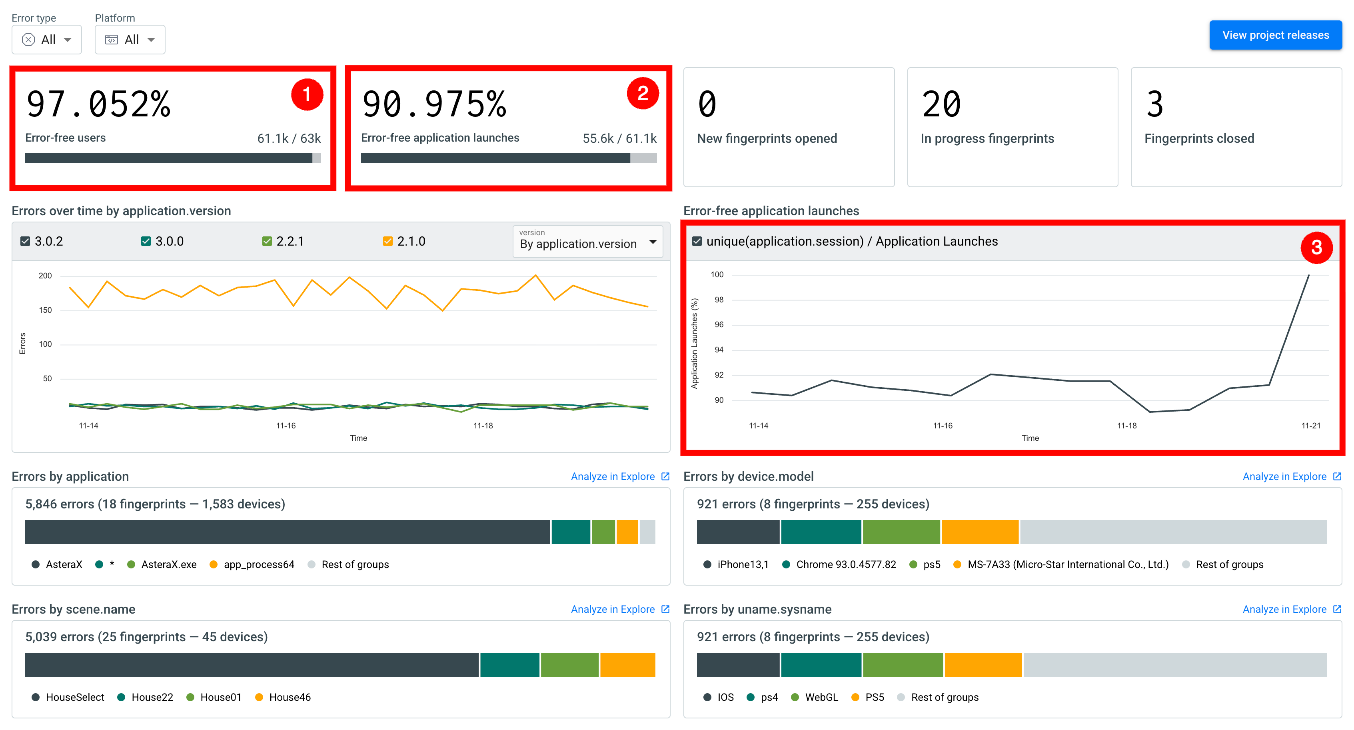 Error type
Platform
All
All
View project releases
97.052%
1
Error-free users
61.1k / 63k
90.975%
2
Error-free application launches
55.6k / 61.1k
0
New fingerprints opened
20
In progress fingerprints
3
Fingerprints closed
Errors over time by application.version
3.0.2
3.0.0
2.2.1
2.1.0
version
By application.version
200
150
100
50
Errors
11-14
11-16
11-18
Time
Error-free application launches
unique(application.session) / Application Launches
3
100
98
96
94
92
90
Application Launches (%)
11-14
11-16
11-18
11-21
Time
Errors by application
Analyze in Explore
5,846 errors (18 fingerprints — 1,583 devices)
AsteraX
*
AsteraX.exe
app_process64
Rest of groups
Errors by device.model
Analyze in Explore
921 errors (8 fingerprints — 255 devices)
iPhone13,1
Chrome 93.0.4577.82
ps5
MS-7A33 (Micro-Star International Co., Ltd.)
Rest of groups
Errors by scene.name
Analyze in Explore
5,039 errors (25 fingerprints — 45 devices)
HouseSelect
House22
House01
House46
Errors by uname.sysname
Analyze in Explore
921 errors (8 fingerprints — 255 devices)
IOS
ps4
WebGL
PS5
Rest of groups